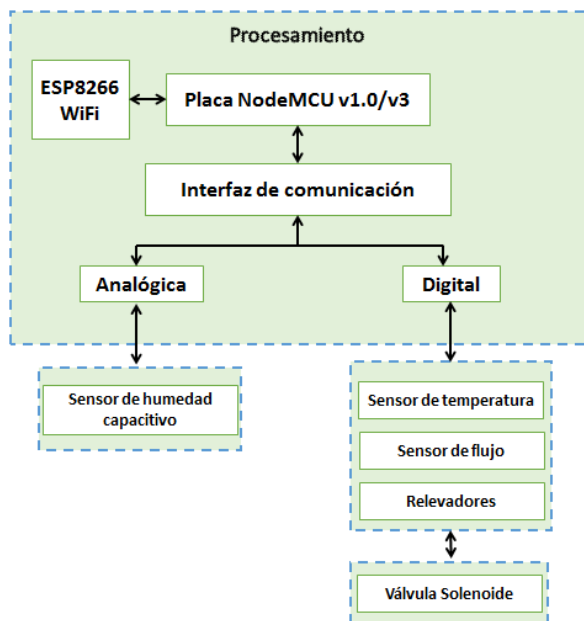 Procesamiento
ESP8266
WiFi
Placa NodeMCU v1.0/v3
Interfaz de comunicación
Analógica
Digital
Sensor de humedad
capacitivo
Sensor de temperatura
Sensor de flujo
Relevadores
Válvula Solenoide